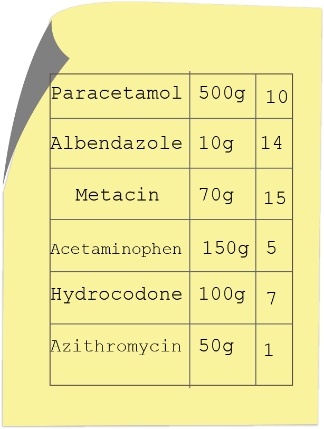 Paracetamol 500g 10
Albendazole 10g 14
Metacin 70g 15
Acetaminophen 150g 5
Hydrocodone 100g 7
Azithromycin 50g 1